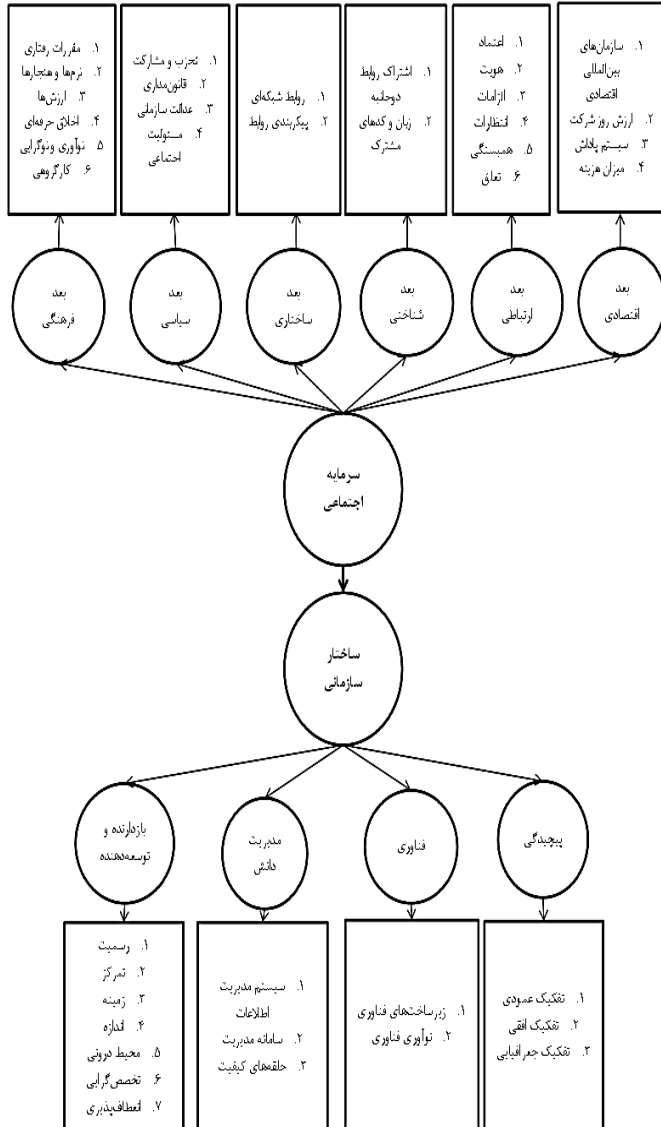 ۱. سازمان‌های
بین‌المللی
اقتصادی
۲. ارزش روز شرکت
۳. سیستم پاداش
۴. میزان هزینه
۱. اعتماد
۲. هویت
۳. الزامات
۴. انتظارات
۵. همبستگی
۶. تعلق
۱. اشتراک روابط
دوجانبه
۲. زبان و کدهای
مشترک
۱. روابط شبکه‌ای
۲. پیکربندی روابط
۱. تحزب و مشارکت
۲. قانون‌مداری
۳. عدالت سازمانی
۴. مسئولیت
اجتماعی
۱. مقررات رفتاری
۲. نرم‌ها و هنجارها
۳. ارزش‌ها
۴. اخلاق حرفه‌ای
۵. نوآوری و نوگرایی
۶. کارگروهی
بعد
اقتصادی
بعد
ارتباطی
بعد
شناختی
بعد
ساختاری
بعد
سیاسی
بعد
فرهنگی
سرمایه
اجتماعی
ساختار
سازمانی
پیچیدگی
فناوری
مدیریت
دانش
بازدارنده و
توسعه‌دهنده
۱. تفکیک عمودی
۲. تفکیک افقی
۳. تفکیک جغرافیایی
۱. زیرساخت‌های فناوری
۲. نوآوری فناوری
۱. سیستم مدیریت
اطلاعات
۲. سامانه مدیریت
۳. حلقه‌های کیفیت
۱. رسمیت
۲. تمرکز
۳. زمینه
۴. اندازه
۵. محیط درونی
۶. تخصص‌گرایی
۷. انعطاف‌پذیری